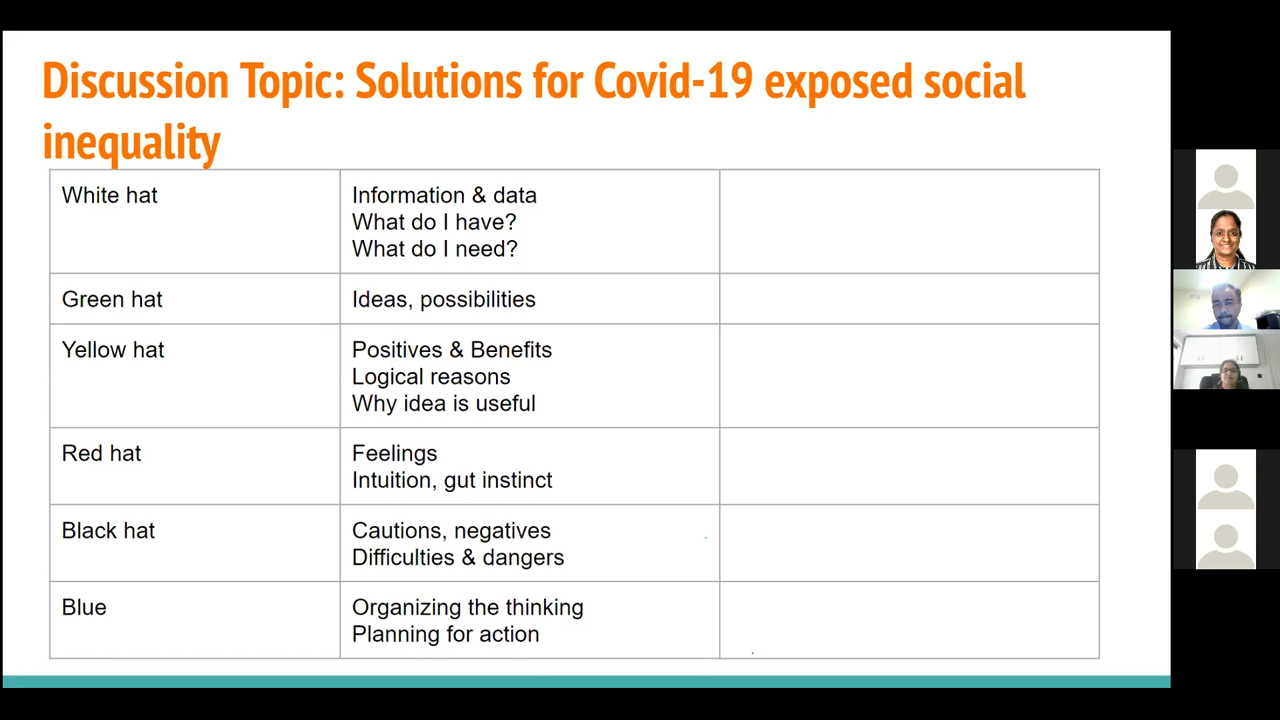 Discussion Topic: Solutions for Covid-19 exposed social
inequality
White hat
Information & data
What do I have?
What do I need?
Green hat
Ideas, possibilities
Yellow hat
Positives & Benefits
Logical reasons
Why idea is useful
Red hat
Feelings
Intuition, gut instinct
Black hat
Cautions, negatives
Difficulties & dangers
Blue
Organizing the thinking
Planning for action